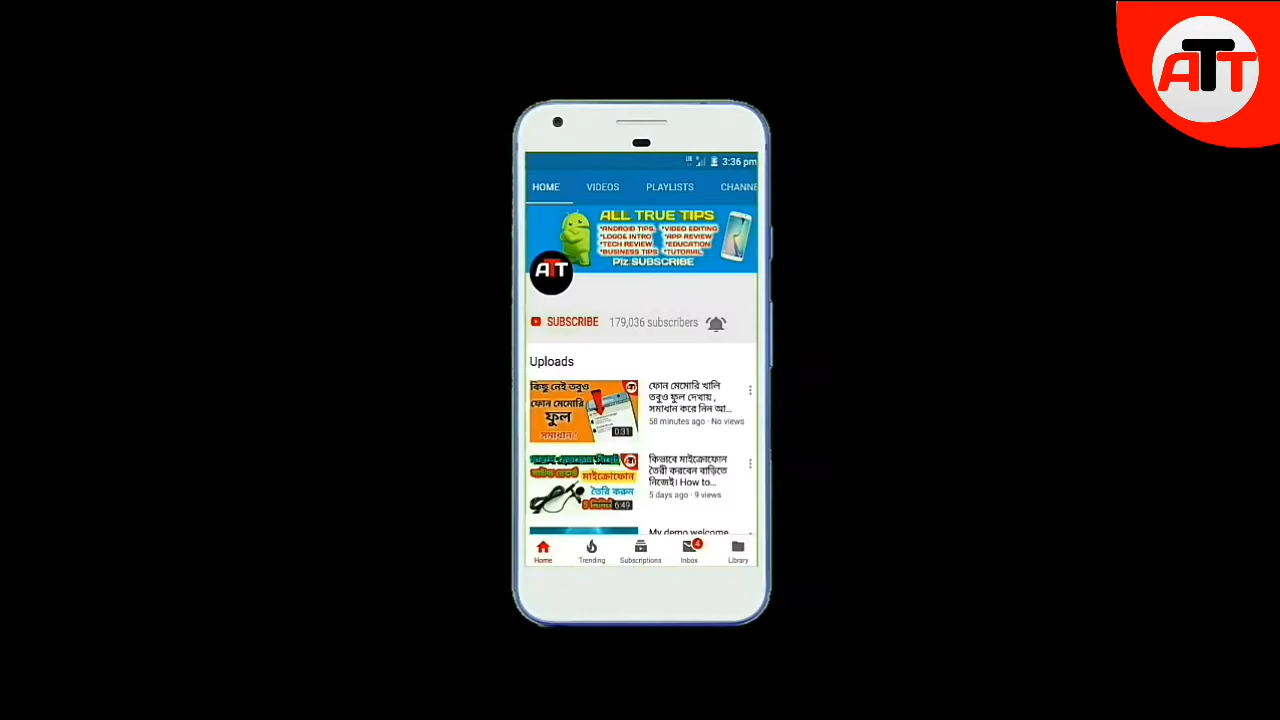 ATT
3:36 pm
HOME VIDEOS PLAYLISTS CHANNE
ALL TRUE TIPS
*ANDROID TIPS. *VIDEO EDITING
*LOGO& INTRO *APP REVIEW
*TECH REVIEW *EDUCATION
*BUSINESS TIPS *TUTORIAL
Plz SUBSCRIBE
ATT
SUBSCRIBE 179,036 subscribers
Uploads
কিছু নেই তবুও
ফোন মেমোরি
ফুল
সমাধান
0:31
ফোন মেমোরি খালি
তবুও ফুল দেখায় ,
সমাধান করে নিন আ...
58 minutes ago · No views
মাইক্রোফোন
তৈরি করুন
6:49
কিভাবে মাইক্রোফোন
তৈরী করবেন বাড়িতে
নিজেই। How to...
5 days ago · 9 views
My demo welcome
4
Home Trending Subscriptions Inbox Library